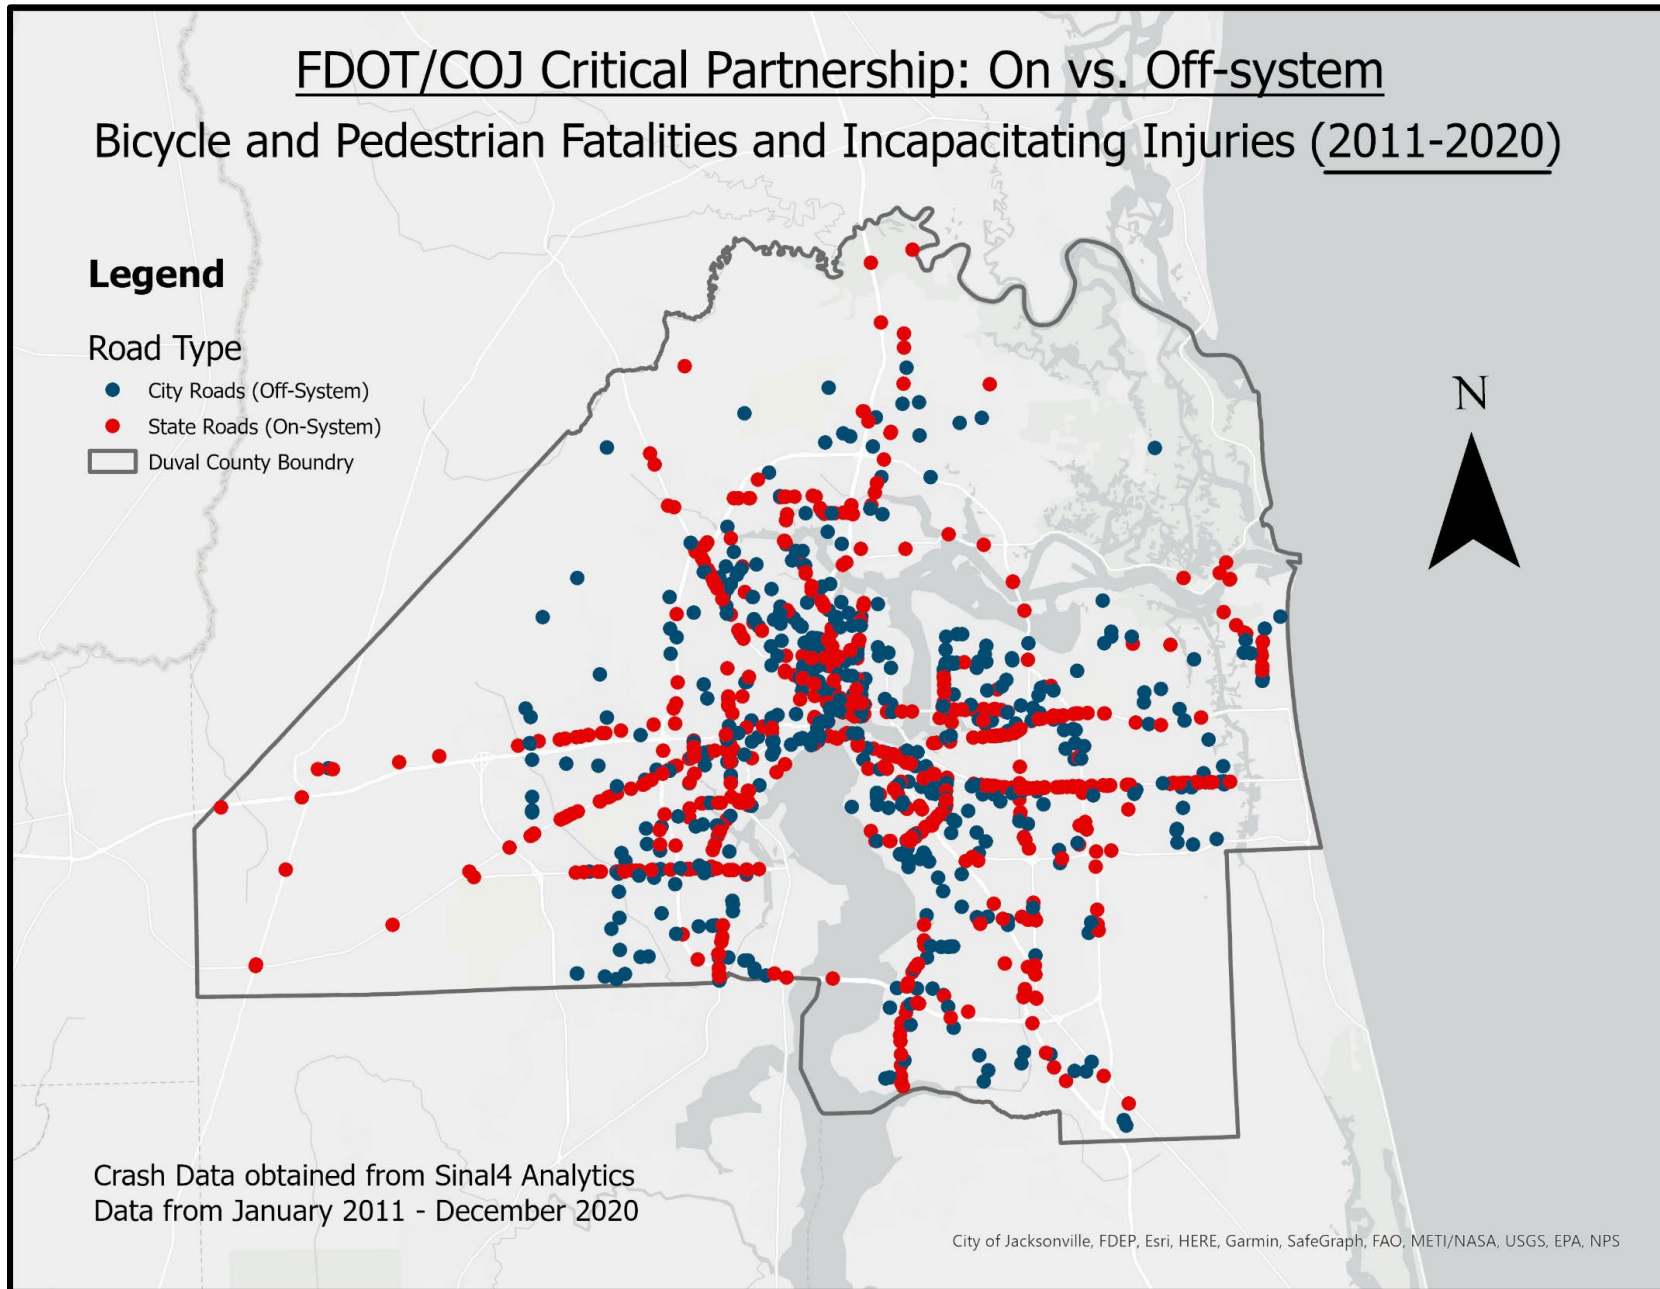 FDOT/COJ Critical Partnership: On vs. Off-system
Bicycle and Pedestrian Fatalities and Incapacitating Injuries (2011-2020)
Legend
Road Type
City Roads (Off-System)
State Roads (On-System)
Duval County Boundry
N
Crash Data obtained from Sinal4 Analytics
Data from January 2011 - December 2020
City of Jacksonville, FDEP, Esri, HERE, Garmin, SafeGraph, FAO, METI/NASA, USGS, EPA, NPS